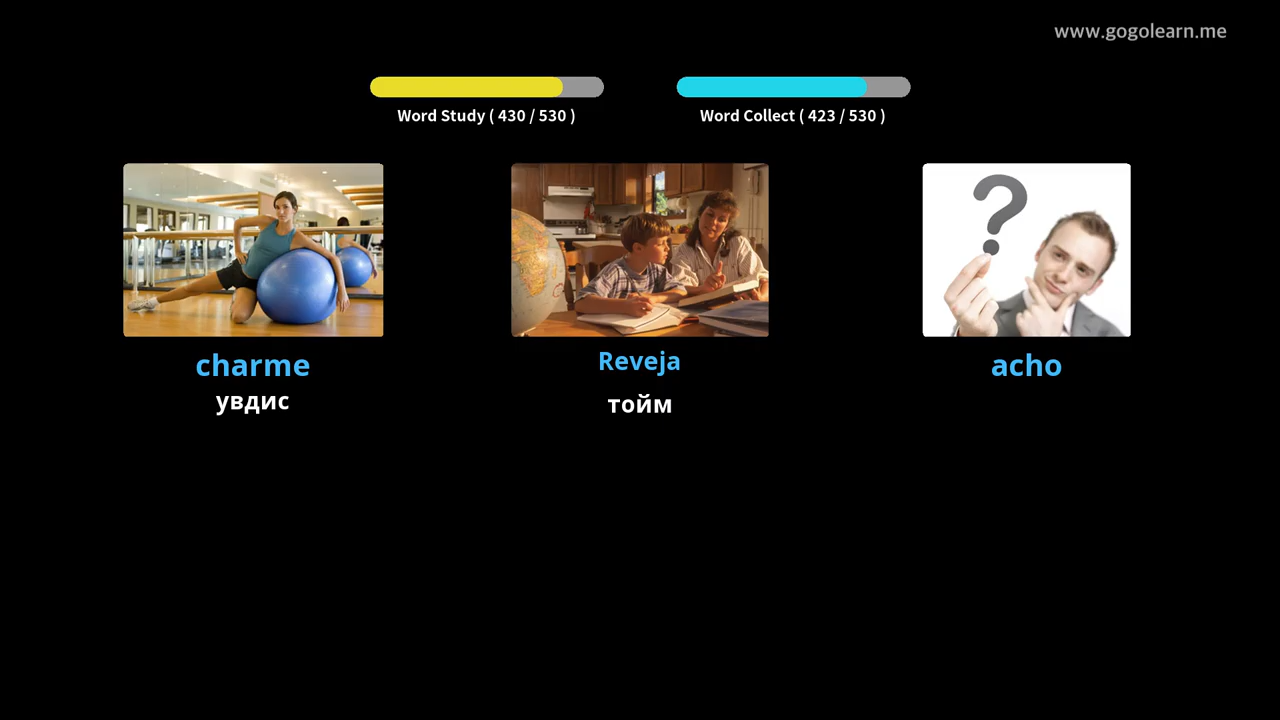 www.gogolearn.me
Word Study ( 430 / 530 )
Word Collect ( 423 / 530 )
charme
увдис
Reveja
тойм
acho